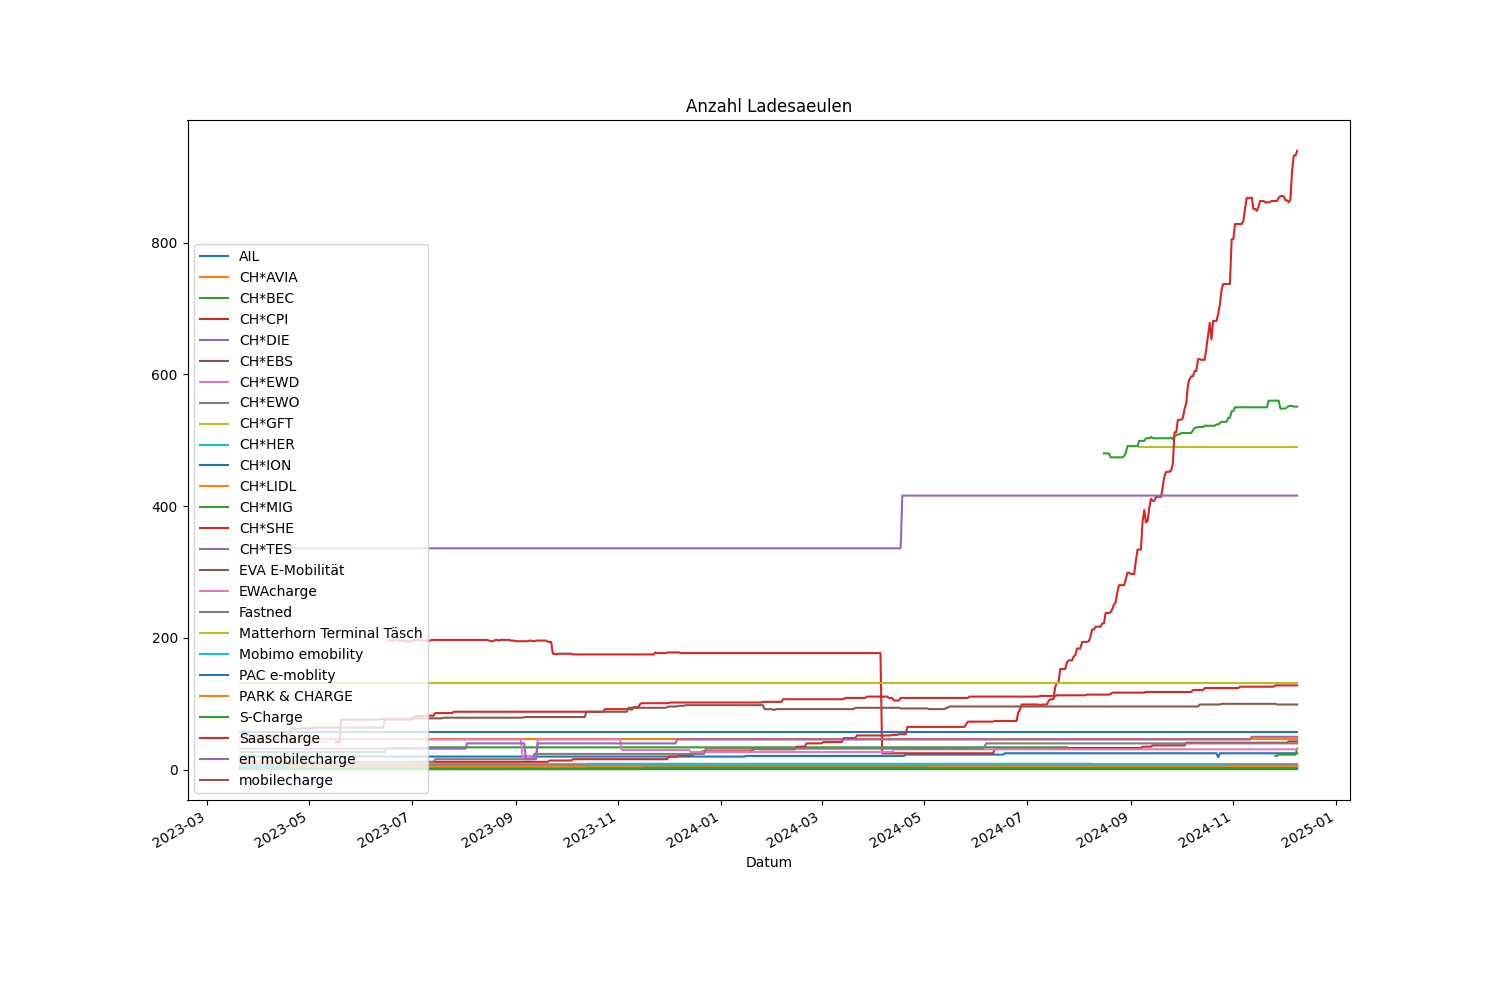 Anzahl Ladesaeulen
800
600
400
200
0
AIL
CH*AVIA
CH*BEC
CH*CPI
CH*DIE
CH*EBS
CH*EWD
CH*EWO
CH*GFT
CH*HER
CH*ION
CH*LIDL
CH*MIG
CH*SHE
CH*TES
EVA E-Mobilität
EWAcharge
Fastned
Matterhorn Terminal Täsch
Mobimo emobility
PAC e-moblity
PARK & CHARGE
S-Charge
Saascharge
en mobilecharge
mobilecharge
2023-03
2023-05
2023-07
2023-09
2023-11
2024-01
2024-03
2024-05
2024-07
2024-09
2024-11
2025-01
Datum